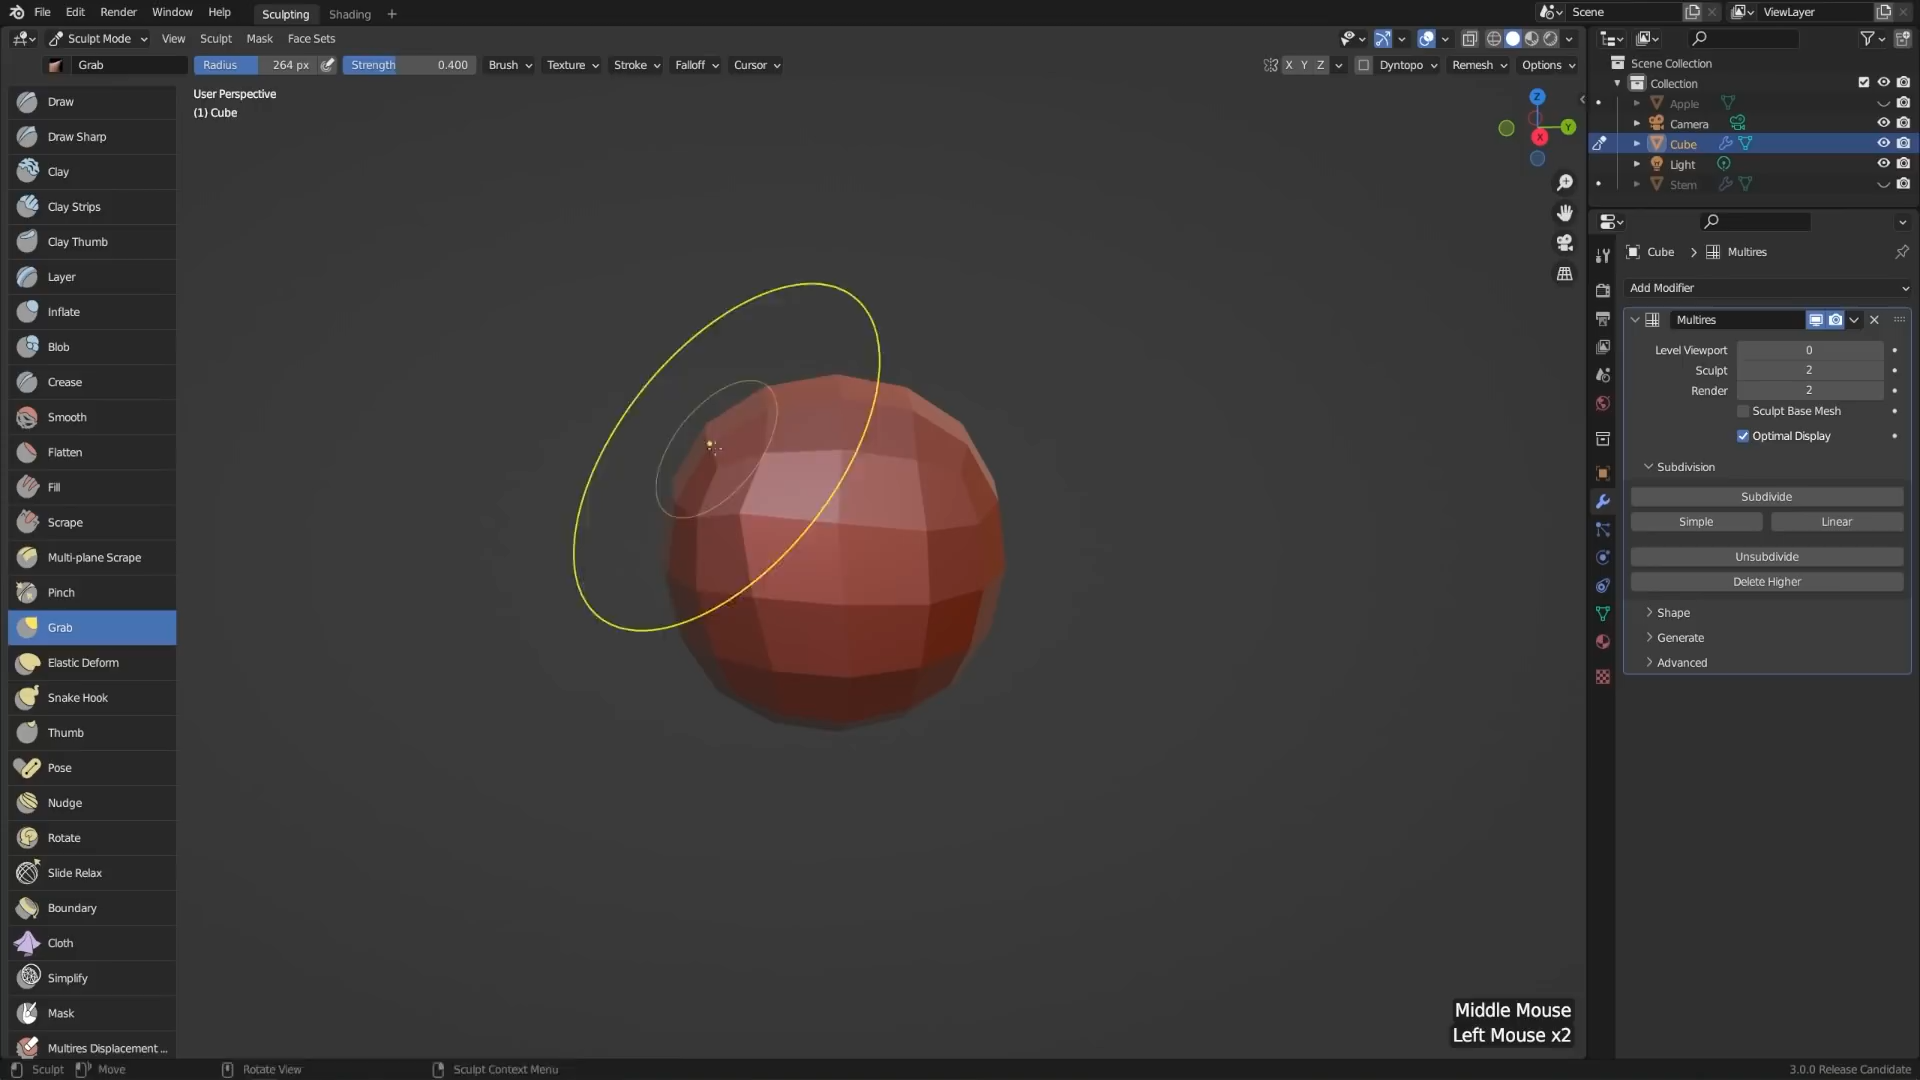 File Edit Render Window Help Sculpting Shading + Scene ViewLayer
Sculpt Mode View Sculpt Mask Face Sets
Grab Radius 264 px Strength 0.400 Brush Texture Stroke Falloff Cursor X Y Z Dyntopo Remesh Options
User Perspective
(1) Cube
Draw
Draw Sharp
Clay
Clay Strips
Clay Thumb
Layer
Inflate
Blob
Crease
Smooth
Flatten
Fill
Scrape
Multi-plane Scrape
Pinch
Grab
Elastic Deform
Snake Hook
Thumb
Pose
Nudge
Rotate
Slide Relax
Boundary
Cloth
Simplify
Mask
Multires Displacement ...
Z
Y
X
Middle Mouse
Left Mouse x2
Scene Collection
Collection
Apple
Camera
Cube
Light
Stem
Cube > Multires
Add Modifier
Multires
Level Viewport 0
Sculpt 2
Render 2
Sculpt Base Mesh
Optimal Display
Subdivision
Subdivide
Simple Linear
Unsubdivide
Delete Higher
Shape
Generate
Advanced
Sculpt Move Rotate View Sculpt Context Menu 3.0.0 Release Candidate